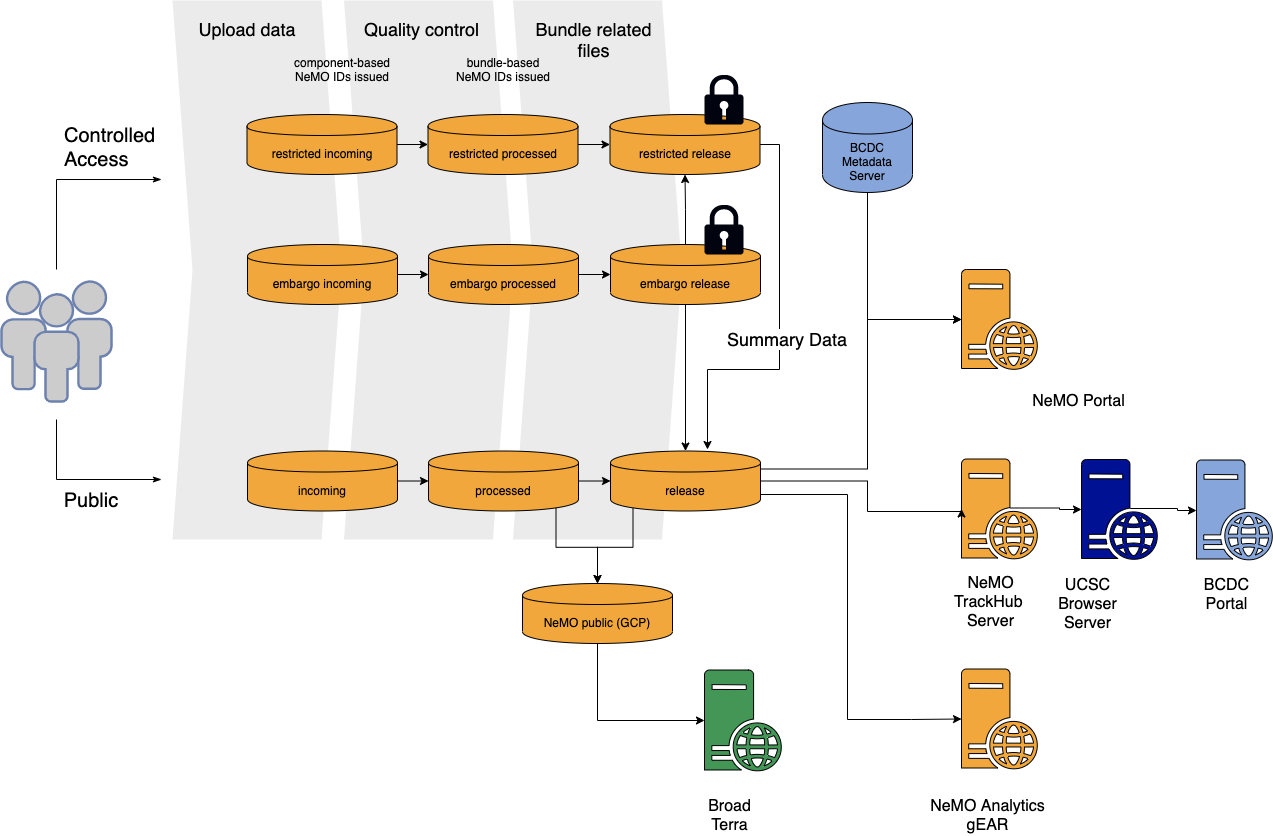 Upload data
Quality control
Bundle related
files
component-based
NeMO IDs issued
bundle-based
NeMO IDs issued
Controlled
Access
restricted incoming
restricted processed
restricted release
BCDC
Metadata
Server
embargo incoming
embargo processed
embargo release
Summary Data
NeMO Portal
Public
incoming
processed
release
NeMO
TrackHub
Server
UCSC
Browser
Server
BCDC
Portal
NeMO public (GCP)
Broad
Terra
NeMO Analytics
gEAR